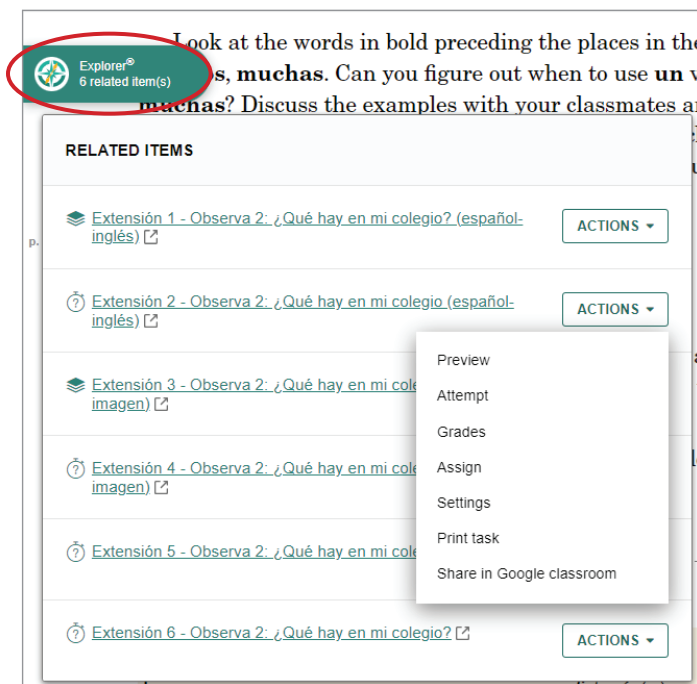 Look at the words in bold preceding the places in the
Explorer®
6 related item(s)
muchas. Can you figure out when to use un
muchas? Discuss the examples with your classmates
RELATED ITEMS
p.
Extensión 1 - Observa 2: ¿Qué hay en mi colegio? (español-
inglés)
ACTIONS
Extensión 2 - Observa 2: ¿Qué hay en mi colegio (español-
inglés)
ACTIONS
Extensión 3 - Observa 2: ¿Qué hay en mi
imagen)
Extensión 4 - Observa 2: ¿Qué hay en mi
imagen)
Extensión 5 - Observa 2: ¿Qué hay en mi
Preview
Attempt
Grades
Assign
Settings
Print task
Share in Google classroom
Extensión 6 - Observa 2: ¿Qué hay en mi colegio?
ACTIONS